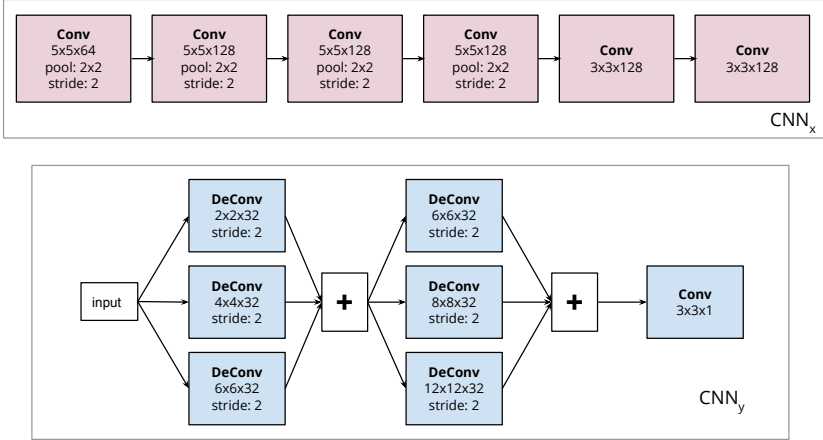 Conv
5x5x64
pool: 2x2
stride: 2
Conv
5x5x128
pool: 2x2
stride: 2
Conv
5x5x128
pool: 2x2
stride: 2
Conv
5x5x128
pool: 2x2
stride: 2
Conv
3x3x128
Conv
3x3x128
CNNx
input
DeConv
2x2x32
stride: 2
DeConv
4x4x32
stride: 2
DeConv
6x6x32
stride: 2
+
DeConv
6x6x32
stride: 2
DeConv
8x8x32
stride: 2
DeConv
12x12x32
stride: 2
+
Conv
3x3x1
CNNy